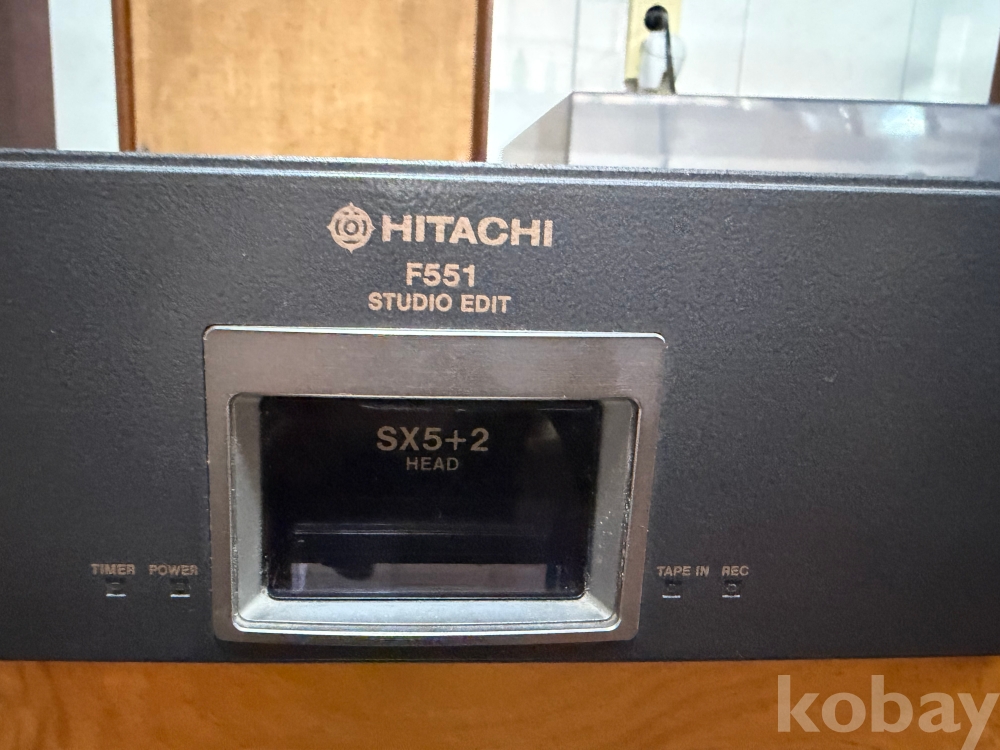 HITACHI
F551
STUDIO EDIT
SX5+2
HEAD
TIMER POWER
TAPE IN REC
kobay